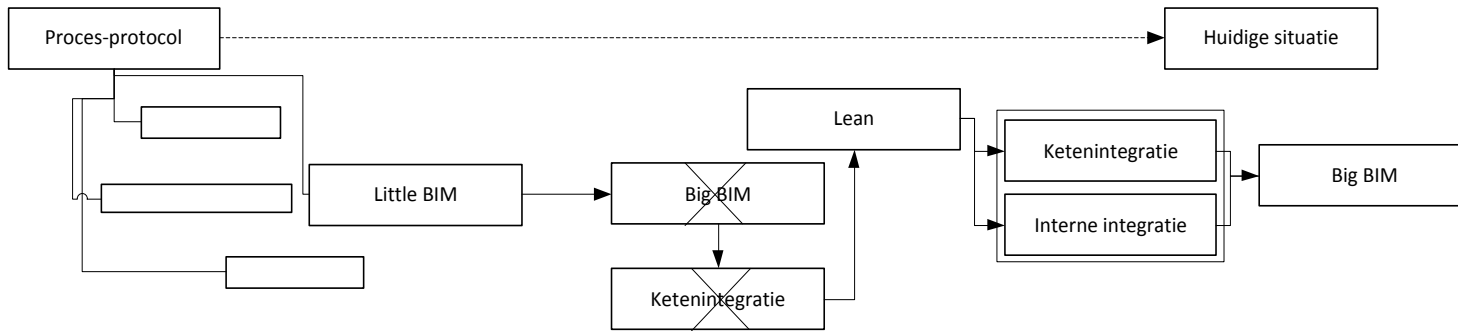 Proces-protocol
Huidige situatie
Lean
Ketenintegratie
Big BIM
Little BIM
Big BIM
Interne integratie
Ketenintegratie